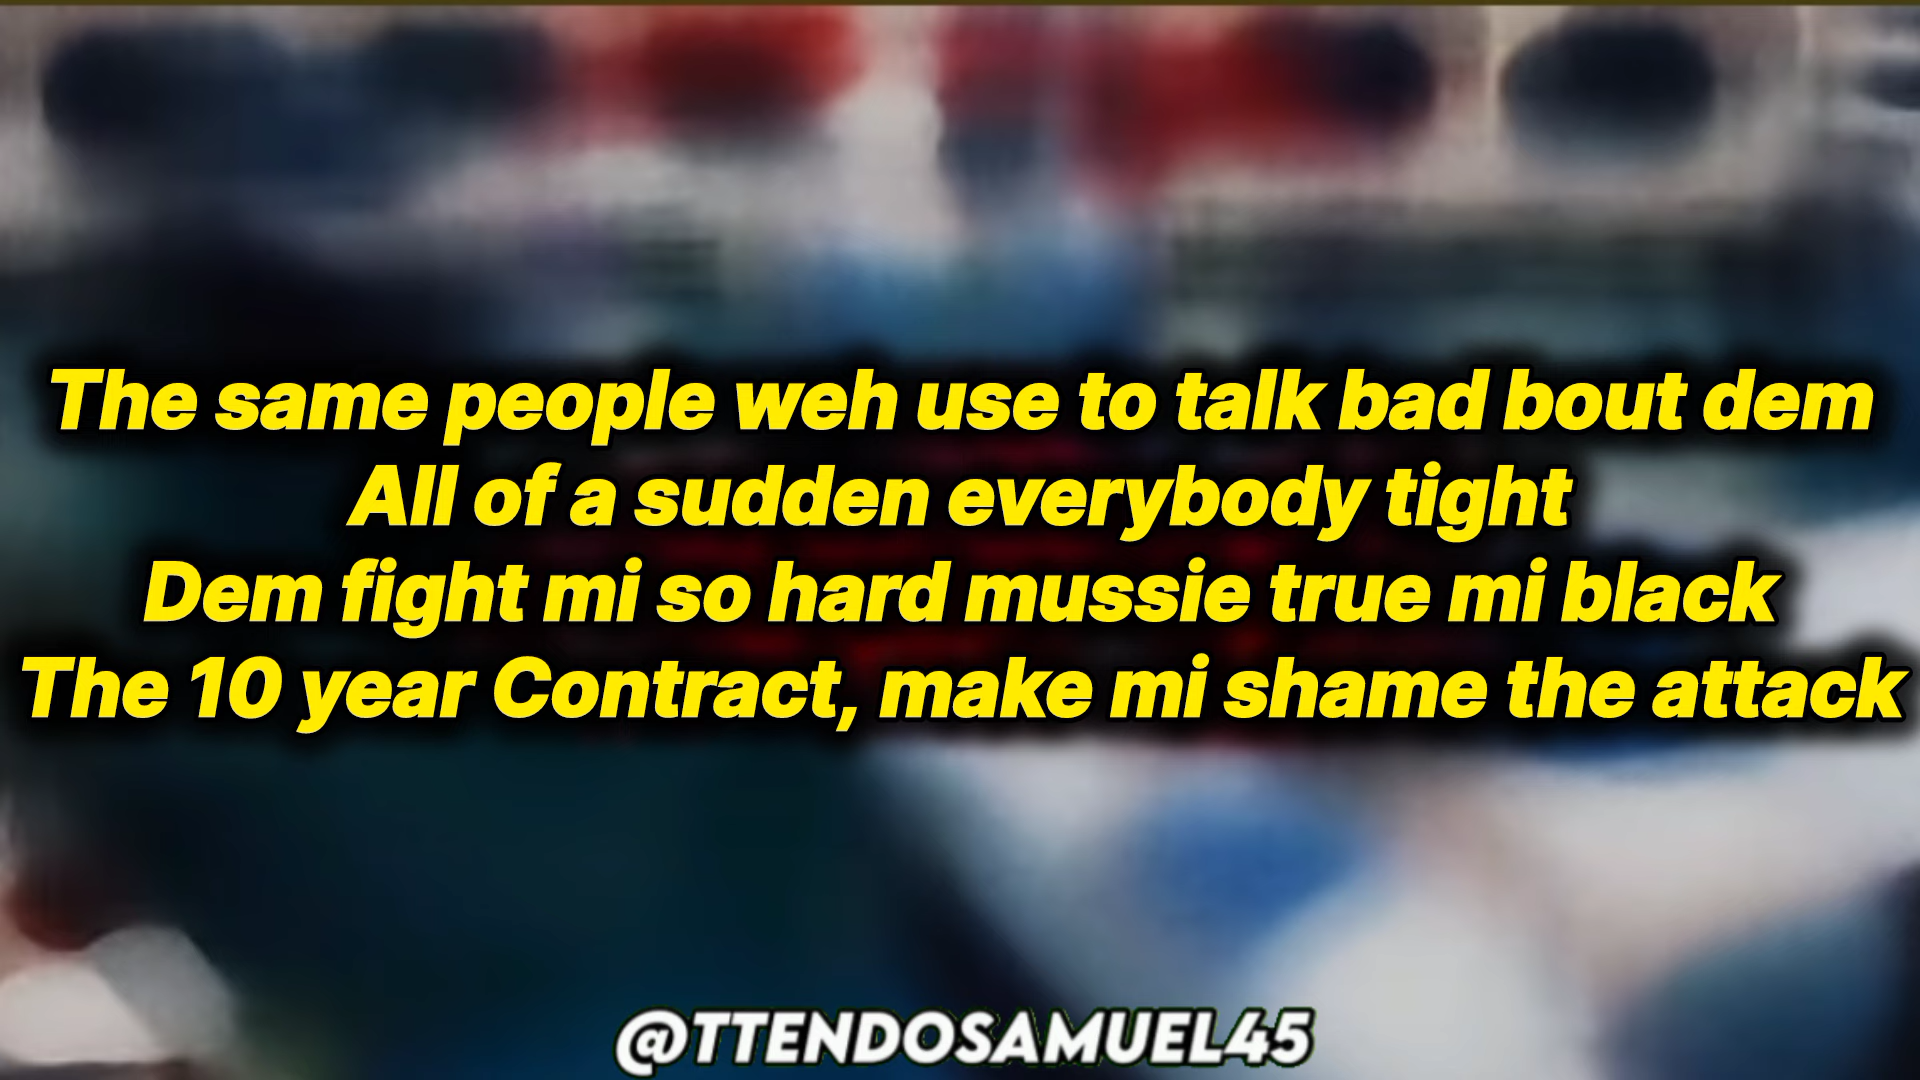 The same people weh use to talk bad bout dem
All of a sudden everybody tight
Dem fight mi so hard mussie true mi black
The 10 year Contract, make mi shame the attack
@TTENDOSAMUEL45